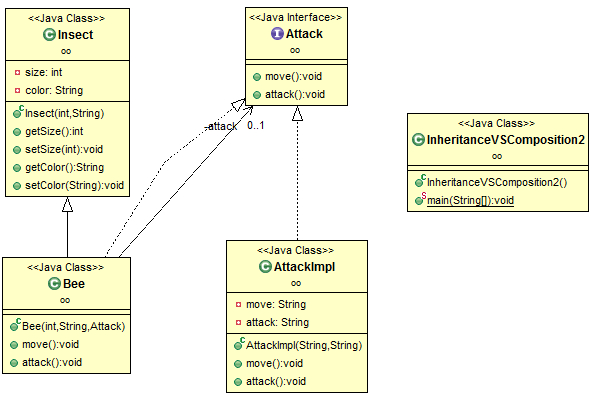 <<Java Class>>
Insect
oo
size: int
color: String
Insect(int,String)
getSize():int
setSize(int):void
getColor():String
setColor(String):void
<<Java Interface>>
Attack
oo
move():void
attack():void
-attack 0..1
<<Java Class>>
InheritanceVSComposition2
oo
InheritanceVSComposition2()
main(String[]):void
<<Java Class>>
Bee
oo
Bee(int,String,Attack)
move():void
attack():void
<<Java Class>>
AttackImpl
oo
move: String
attack: String
AttackImpl(String,String)
move():void
attack():void